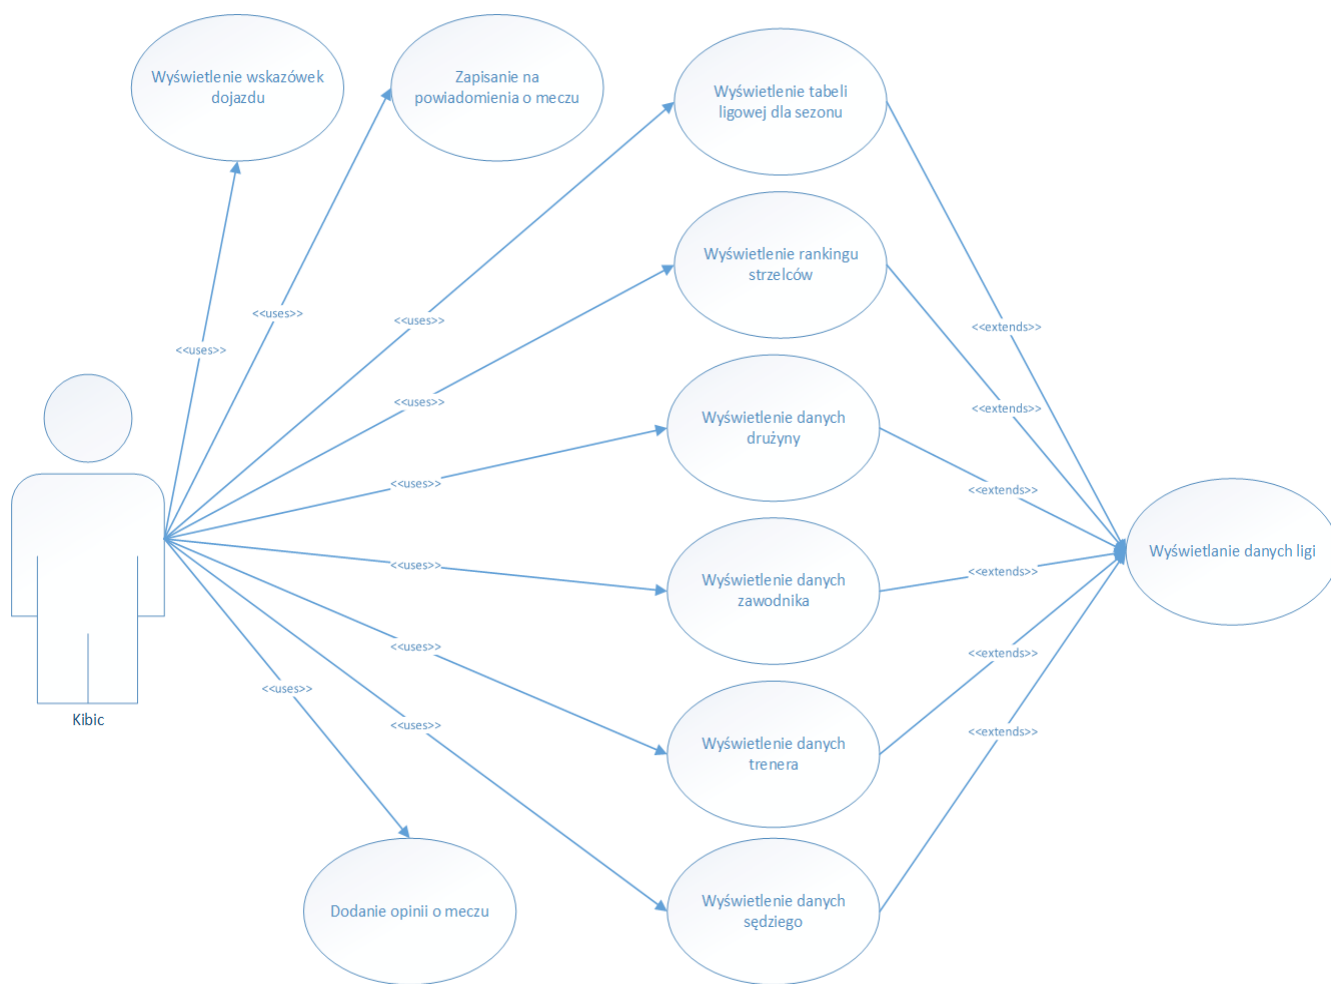 Wyświetlenie wskazówek
dojazdu
Zapisanie na
powiadomienia o meczu
Wyświetlenie tabeli
ligowej dla sezonu
Wyświetlenie rankingu
strzelców
<<uses>>
<<uses>>
<<uses>>
<<extends>>
<<uses>>
<<uses>>
<<extends>>
Wyświetlenie danych
drużyny
<<uses>>
<<extends>>
Wyświetlanie danych ligi
<<uses>>
Wyświetlenie danych
zawodnika
<<extends>>
<<uses>>
<<extends>>
<<uses>>
Kibic
<<uses>>
Wyświetlenie danych
trenera
<<extends>>
Dodanie opinii o meczu
Wyświetlenie danych
sędziego